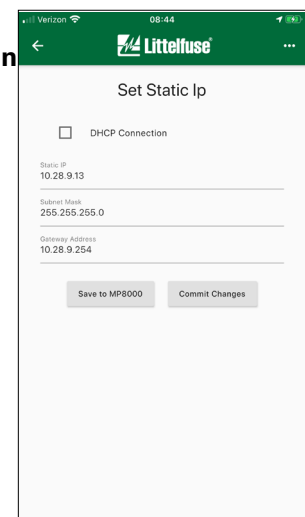 Verizon 08:44
Littelfuse®
n
Set Static Ip
DHCP Connection
Static IP
10.28.9.13
Subnet Mask
255.255.255.0
Gateway Address
10.28.9.254
Save to MP8000 Commit Changes